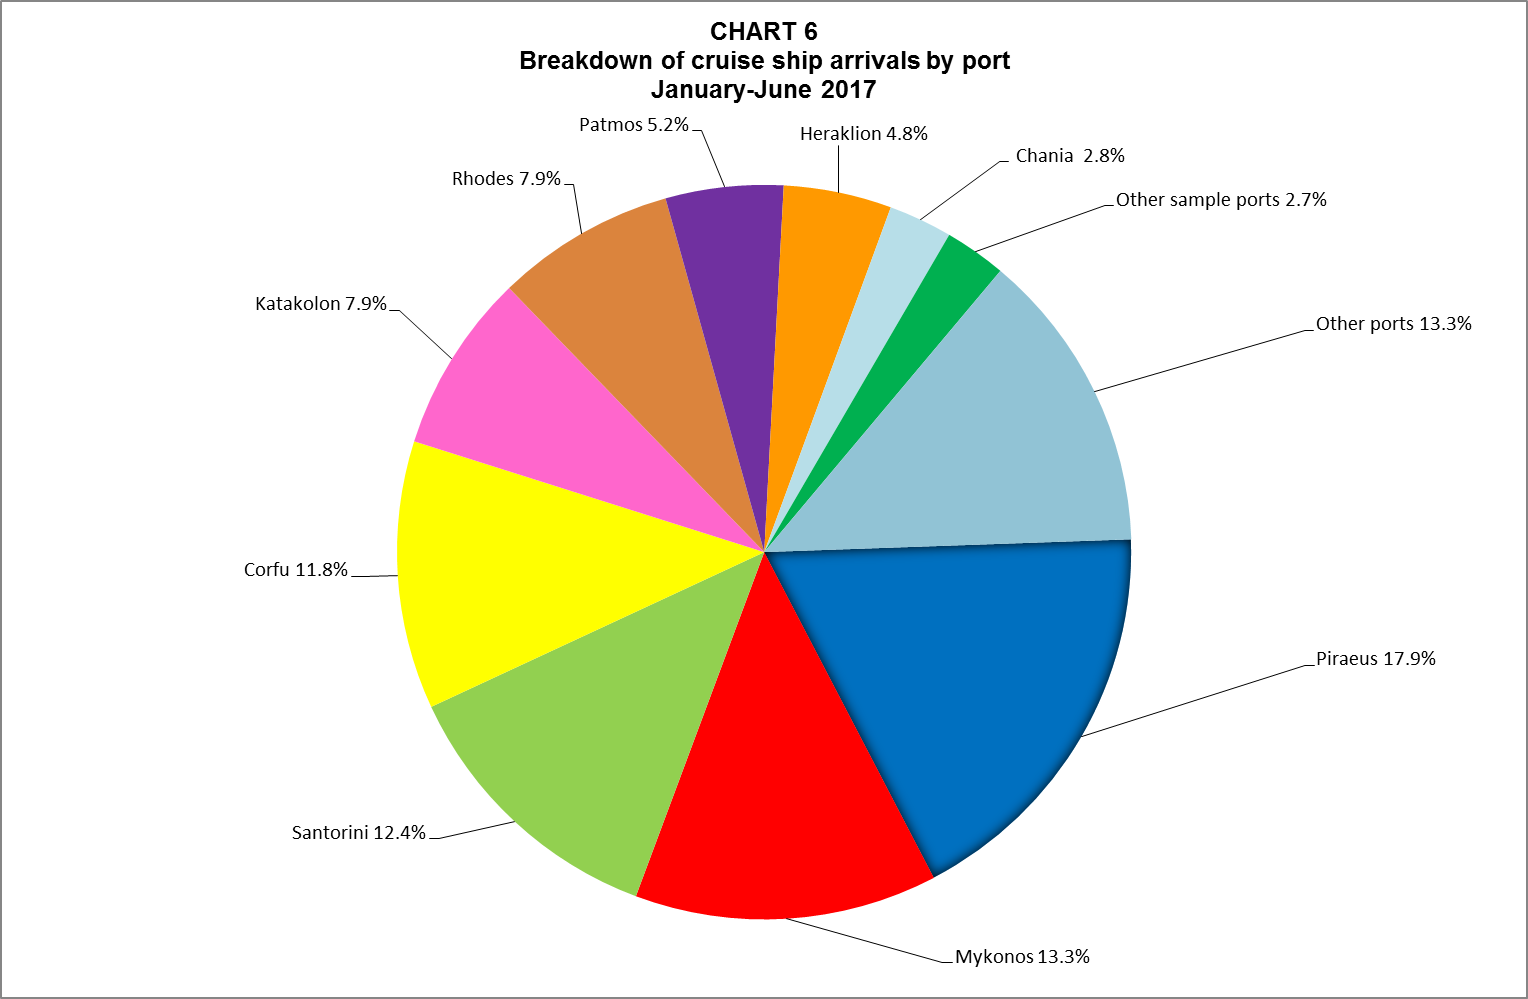 CHART 6
Breakdown of cruise ship arrivals by port
January-June 2017
Patmos 5.2%
Heraklion 4.8%
Chania  2.8%
Rhodes 7.9%
Other sample ports 2.7%
Katakolon 7.9%
Other ports 13.3%
Corfu 11.8%
Piraeus 17.9%
Santorini 12.4%
Mykonos 13.3%